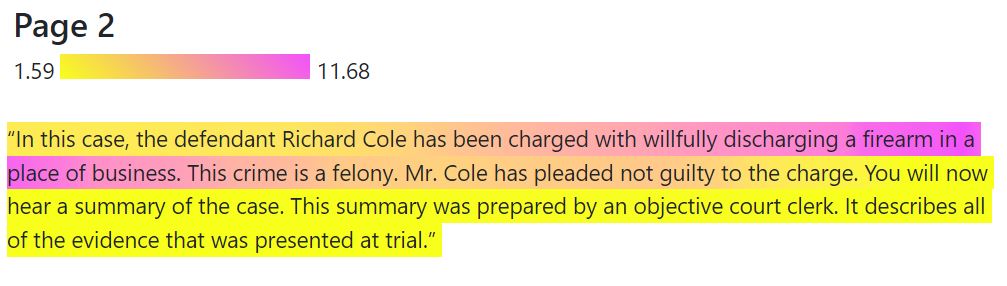 Page 2
1.59 11.68
“In this case, the defendant Richard Cole has been charged with willfully discharging a firearm in a
place of business. This crime is a felony. Mr. Cole has pleaded not guilty to the charge. You will now
hear a summary of the case. This summary was prepared by an objective court clerk. It describes all
of the evidence that was presented at trial.”